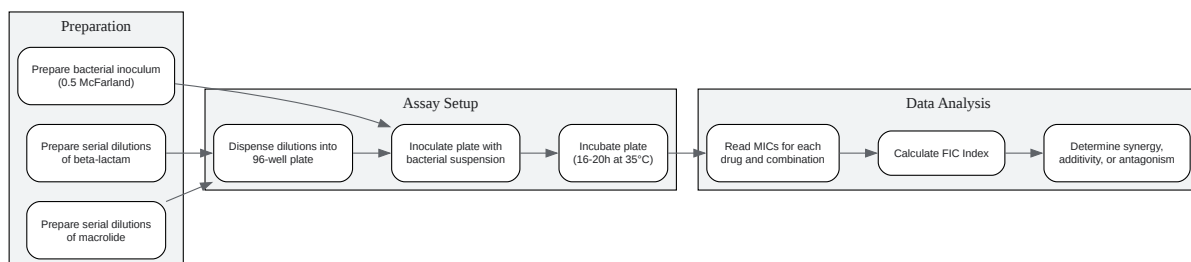 Preparation
Prepare bacterial inoculum
(0.5 McFarland)
Prepare serial dilutions
of beta-lactam
Prepare serial dilutions
of macrolide
Assay Setup
Dispense dilutions into
96-well plate
Inoculate plate with
bacterial suspension
Incubate plate
(16-20h at 35°C)
Data Analysis
Read MICs for each
drug and combination
Calculate FIC Index
Determine synergy,
additivity, or antagonism